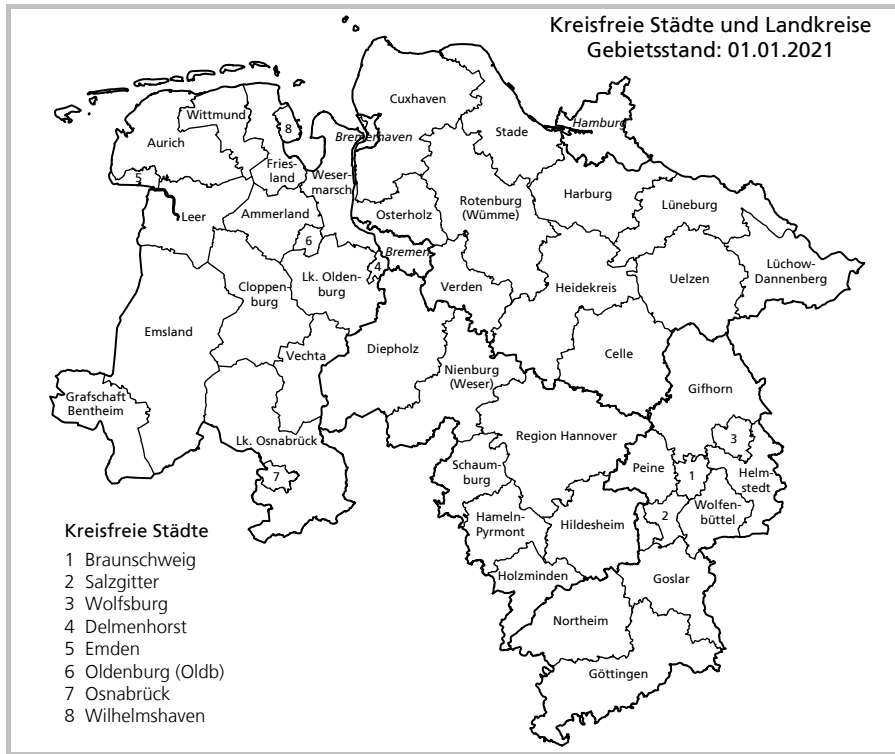 Kreisfreie Städte und Landkreise
Gebietsstand: 01.01.2021
Cuxhaven
Wittmund
Stade
Hamburg
8
Bremerhaven
Aurich
Fries-
land
Weser-
marsch
5
Harburg
Lüneburg
Rotenburg
(Wümme)
Leer
Ammerland
Osterholz
6
Bremen
4
Lk. Olden-
burg
Cloppen-
burg
Verden
Heidekreis
Uelzen
Lüchow-
Dannenberg
Emsland
Vechta
Diepholz
Nienburg
(Weser)
Celle
Gifhorn
Grafschaft
Bentheim
Lk. Osnabrück
Region Hannover
3
7
Schaum-
burg
Peine
1
Helm-
stedt
Wolfen-
büttel
2
Hameln-
Pyrmont
Hildesheim
Holzminden
Goslar
Northeim
Göttingen
Kreisfreie Städte
1 Braunschweig
2 Salzgitter
3 Wolfsburg
4 Delmenhorst
5 Emden
6 Oldenburg (Oldb)
7 Osnabrück
8 Wilhelmshaven